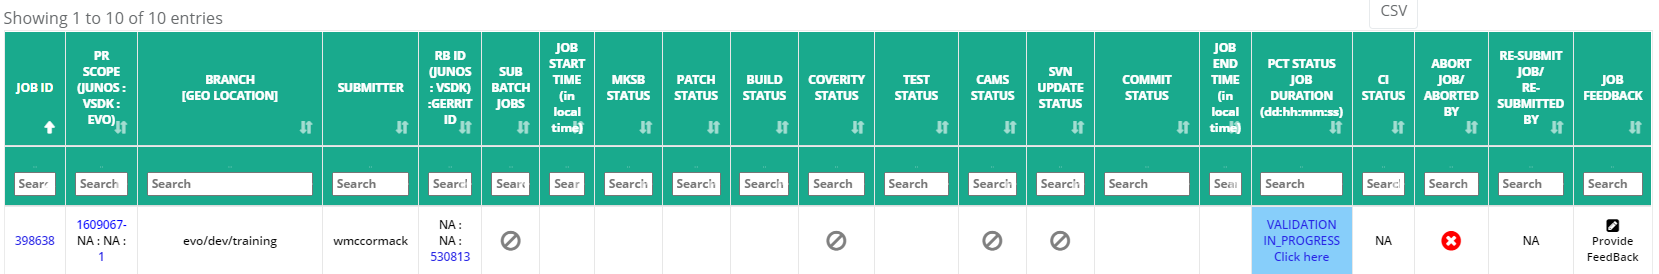 Showing 1 to 10 of 10 entries
CSV
JOB ID
PR
SCOPE
(JUNOS :
VSDK :
EVO)
BRANCH
[GEO LOCATION]
SUBMITTER
RB ID
(JUNOS
: VSDK)
:GERRIT
ID
SUB
BATCH
JOBS
JOB
START
TIME
(in
local
time)
MKSB
STATUS
PATCH
STATUS
BUILD
STATUS
COVERITY
STATUS
TEST
STATUS
CAMS
STATUS
SVN
UPDATE
STATUS
COMMIT
STATUS
JOB
END
TIME
(in
local
time)
PCT STATUS
JOB
DURATION
(dd:hh:mm:ss)
CI
STATUS
ABORT
JOB/
ABORTED
BY
RE-SUBMIT
JOB/
RE-
SUBMITTED
BY
JOB
FEEDBACK
Search
Search
Search
Search
Search
Search
Sear
Search
Search
Search
Search
Search
Search
Search
Search
Sear
Search
Search
Search
Search
Search
398638
1609067-
NA : NA :
1
evo/dev/training
wmccormack
NA :
NA :
530813
VALIDATION
IN_PROGRESS
Click here
NA
NA
Provide
FeedBack